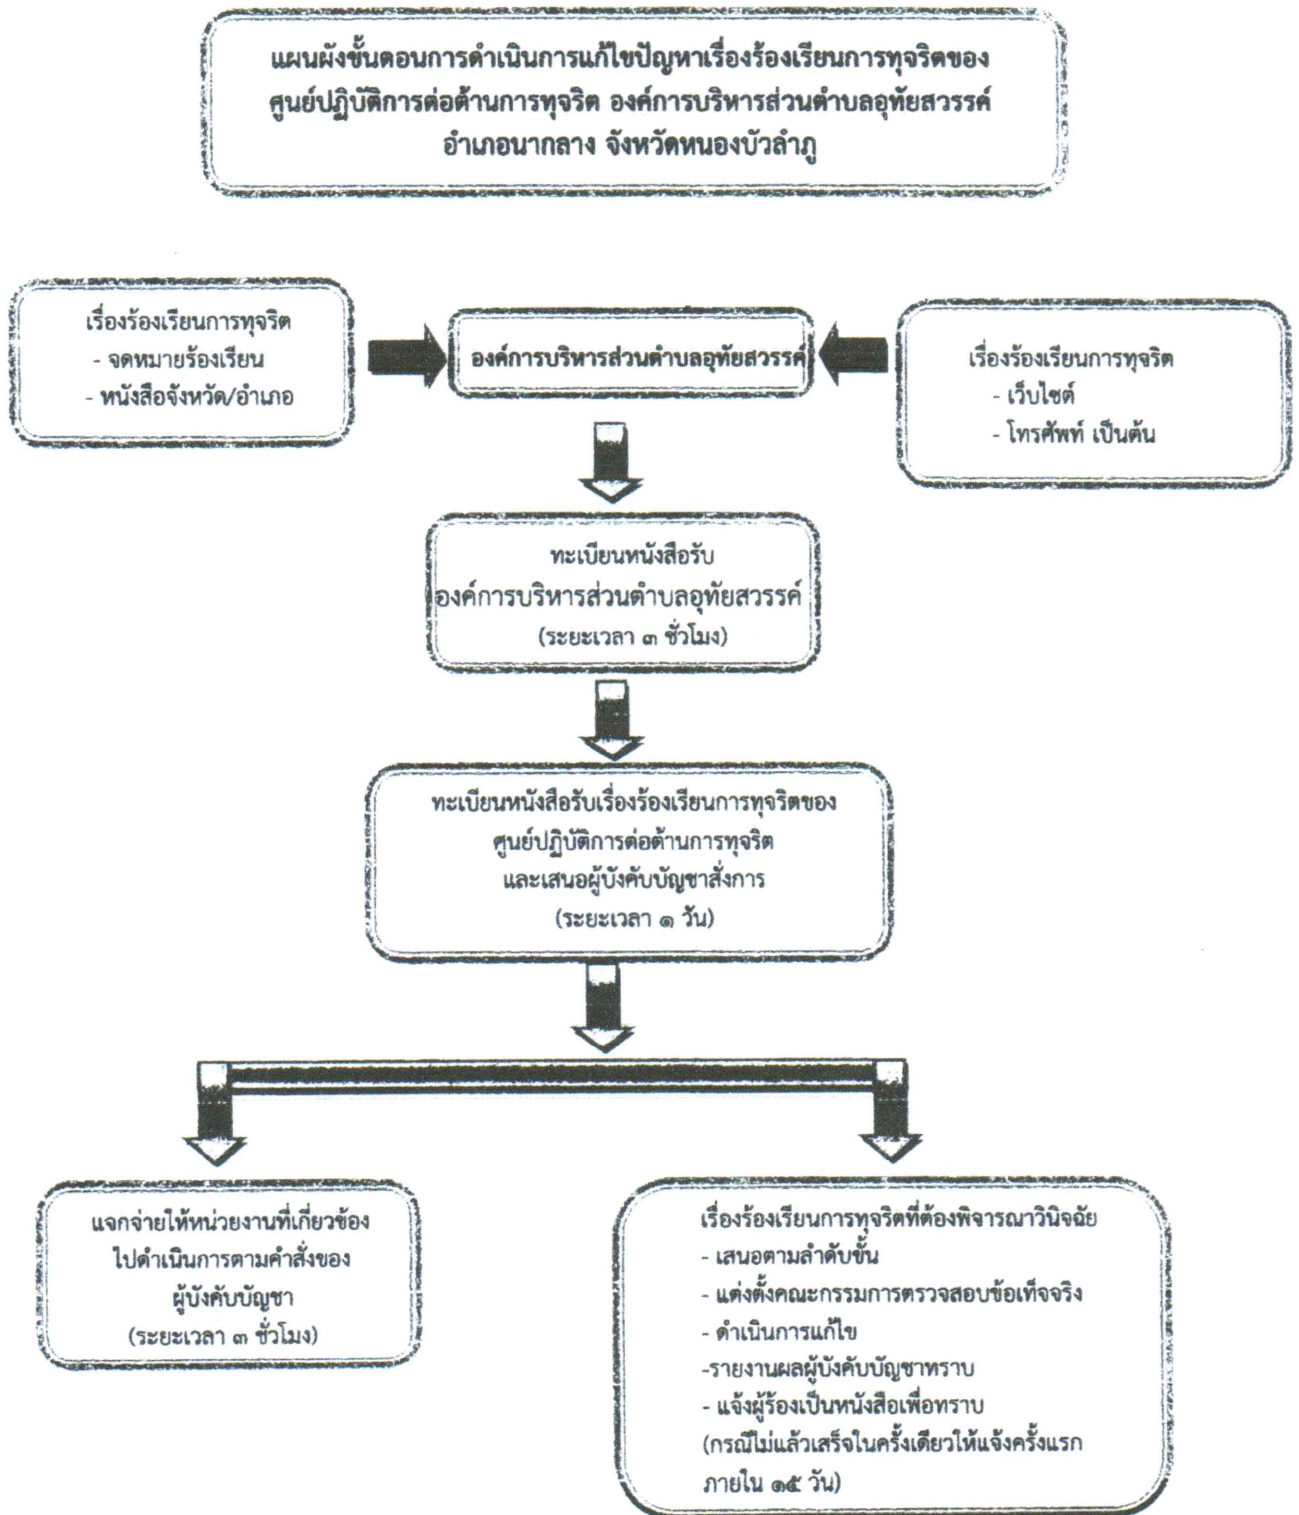 แผนผังขั้นตอนการดำเนินการแก้ไขปัญหาเรื่องร้องเรียนการทุจริตของ
ศูนย์ปฏิบัติการต่อต้านการทุจริต องค์การบริหารส่วนตำบลอุทัยสวรรค์
อำเภอนากลาง จังหวัดหนองบัวลำภู
เรื่องร้องเรียนการทุจริต
- จดหมายร้องเรียน
- หนังสือจังหวัด/อำเภอ
องค์การบริหารส่วนตำบลอุทัยสวรรค์
เรื่องร้องเรียนการทุจริต
- เว็บไซต์
- โทรศัพท์ เป็นต้น
ทะเบียนหนังสือรับ
องค์การบริหารส่วนตำบลอุทัยสวรรค์
(ระยะเวลา ๓ ชั่วโมง)
ทะเบียนหนังสือรับเรื่องร้องเรียนการทุจริตของ
ศูนย์ปฏิบัติการต่อต้านการทุจริต
และเสนอผู้บังคับบัญชาสั่งการ
(ระยะเวลา ๑ วัน)
แจกจ่ายให้หน่วยงานที่เกี่ยวข้อง
ไปดำเนินการตามคำสั่งของ
ผู้บังคับบัญชา
(ระยะเวลา ๓ ชั่วโมง)
เรื่องร้องเรียนการทุจริตที่ต้องพิจารณาวินิจฉัย
- เสนอตามลำดับขั้น
- แต่งตั้งคณะกรรมการตรวจสอบข้อเท็จจริง
- ดำเนินการแก้ไข
-รายงานผลผู้บังคับบัญชาทราบ
- แจ้งผู้ร้องเป็นหนังสือเพื่อทราบ
(กรณีไม่แล้วเสร็จในครั้งเดียวให้แจ้งครั้งแรก
ภายใน ๑๕ วัน)